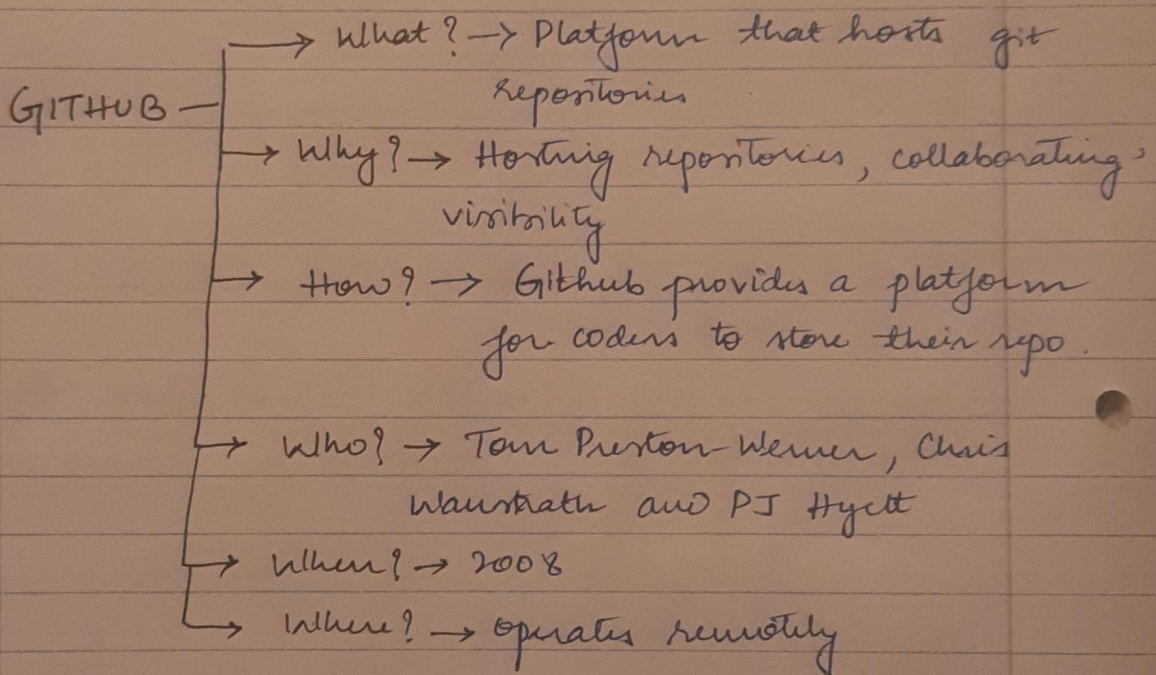 What? → Platform that hosts git
GITHUB
repositories
Why? → Hosting repositories, collaborating,
visibility
How? → Github provides a platform
for coders to store their repo.
Who? → Tom Preston-Werner, Chris
Wanstrath and PJ Hyett
When? → 2008
Where? → operates remotely